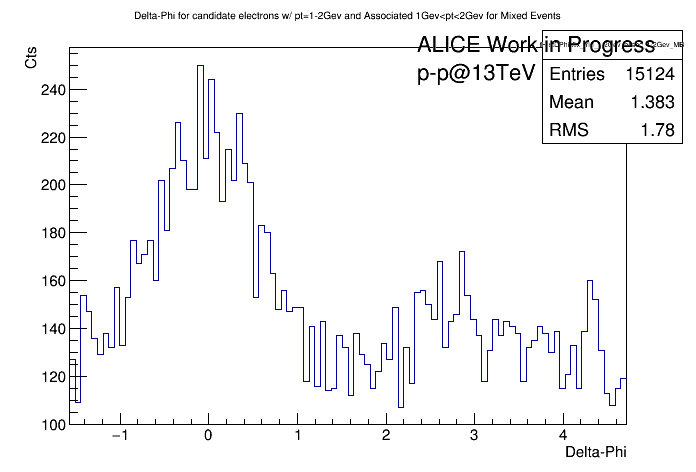 Delta-Phi for candidate electrons w/ pt=1-2Gev and Associated 1Gev<pt<2Gev for Mixed Events
Cts
ALICE Work in Progress
p-p@13TeV
Entries 15124
Mean 1.383
RMS 1.78
240
220
200
180
160
140
120
100
−1 0 1 2 3 4
Delta-Phi